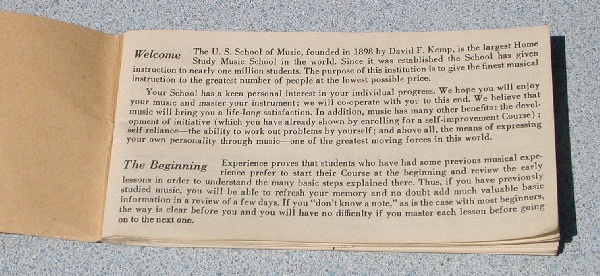 Welcome The U. S. School of Music, founded in 1898 by David F. Kemp, is the largest Home
Study Music School in the world. Since it was established the School has given
instruction to nearly one million students. The purpose of this institution is to give the finest musical
instruction to the greatest number of people at the lowest possible price.
Your School has a keen personal interest in your individual progress. We hope you will enjoy
your music and master your instrument; we will co-operate with you to this end. We believe that
music will bring you a life-long satisfaction. In addition, music has many other benefits: the devel-
opment of initiative (which you have already shown by enrolling for a self-improvement Course);
self-reliance—the ability to work out problems by yourself; and above all, the means of expressing
your own personality through music—one of the greatest moving forces in this world.
The Beginning Experience proves that students who have had some previous musical expe-
rience prefer to start their Course at the beginning and review the early
lessons in order to understand the many basic steps explained there. Thus, if you have previously
studied music, you will be able to refresh your memory and no doubt add much valuable basic
information in a review of a few days. If you "don't know a note," as is the case with most beginners,
the way is clear before you and you will have no difficulty if you master each lesson before going
on to the next one.